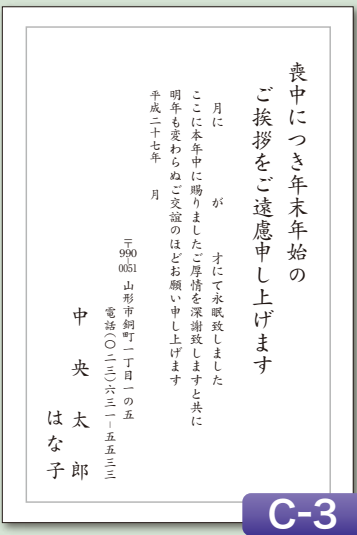 喪中につき年末年始の
ご挨拶をご遠慮申し上げます
月に　　　が　　才にて永眠致しました
ここに本年中に賜りましたご厚情を深謝致しますと共に
明年も変わらぬご交誼のほどお願い申し上げます
平成二十七年　　月
〒990-0051 山形市銅町一丁目一の五
電話(〇二三)六三一-五五三三
中央太郎
はな子
C-3